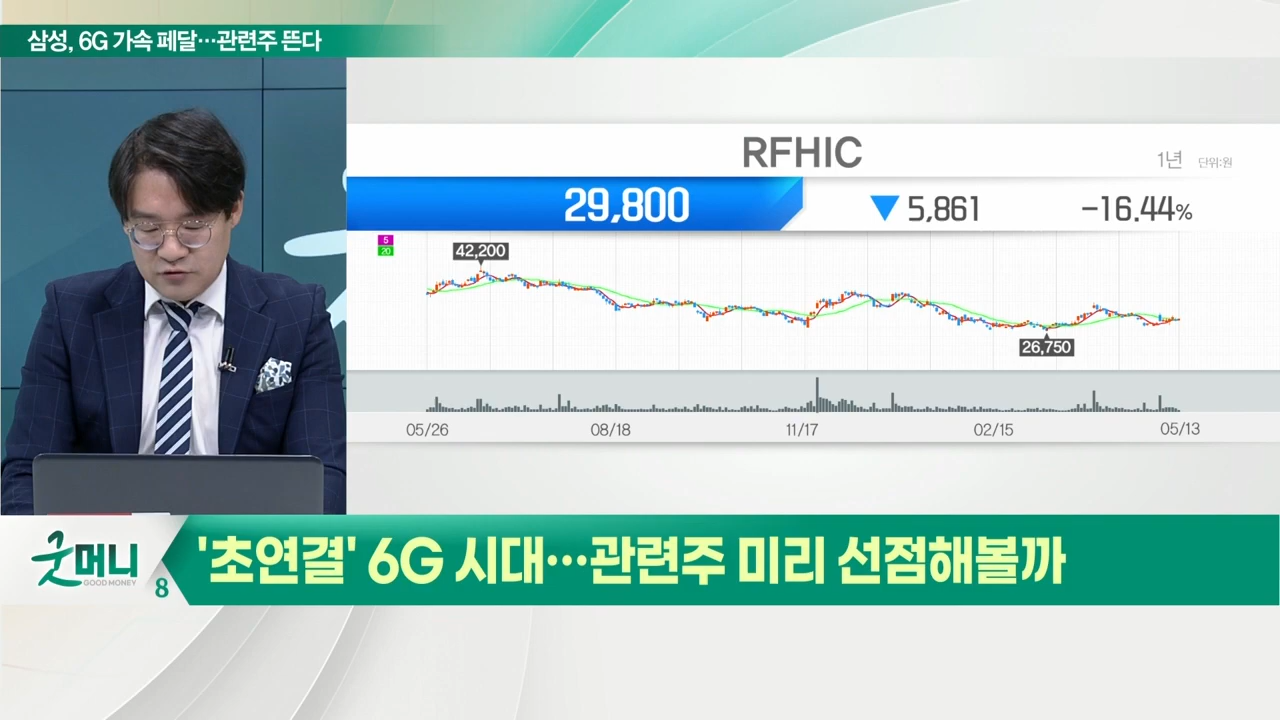 삼성, 6G 가속 페달…관련주 뜬다
RFHIC
1년 단위:원
29,800 ▼ 5,861 -16.44%
5
20
42,200
26,750
05/26 08/18 11/17 02/15 05/13
굿머니
GOOD MONEY
8
'초연결' 6G 시대…관련주 미리 선점해볼까